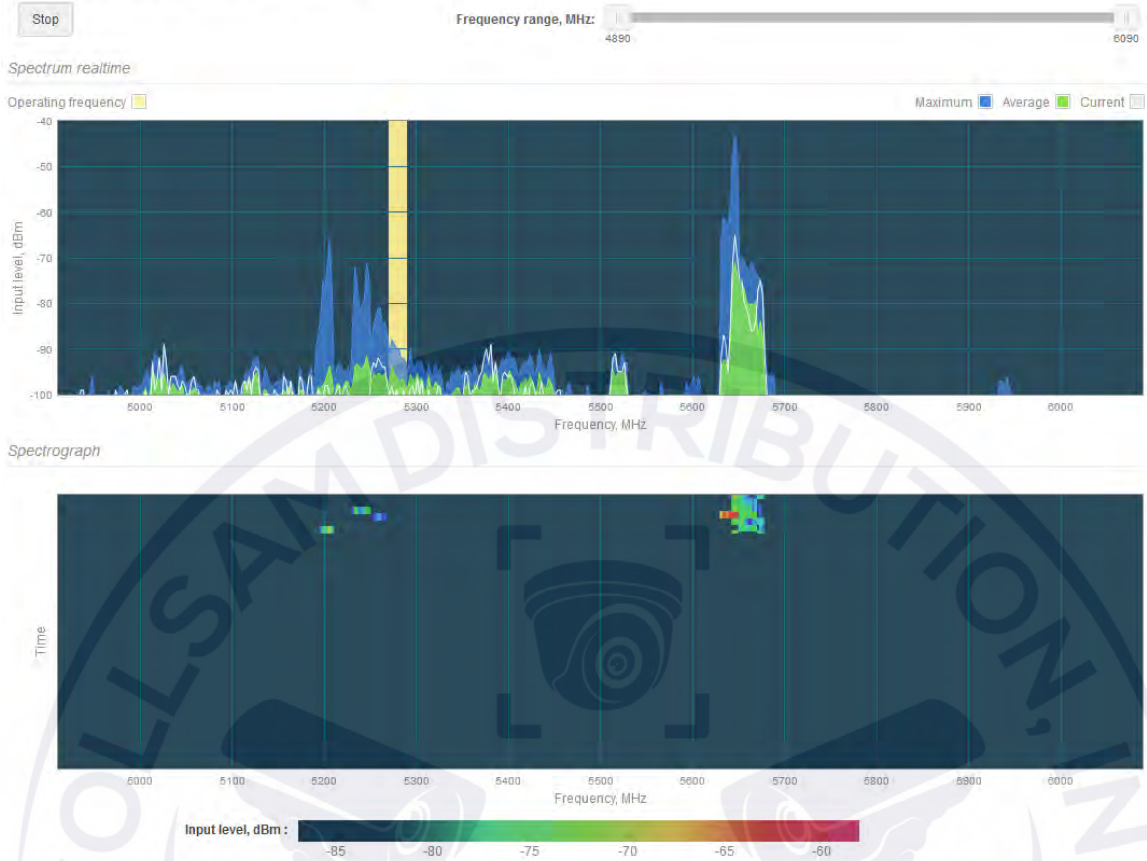 Stop
Frequency range, MHz:
4890 6090
Spectrum realtime
Operating frequency Maximum Average Current
-40
-50
-60
-70
-80
-90
-100
Input level, dBm
5000 5100 5200 5300 5400 5500 5600 5700 5800 5900 6000
Frequency, MHz
Spectrograph
Time
5000 5100 5200 5300 5400 5500 5600 5700 5800 5900 6000
Frequency, MHz
Input level, dBm :
-85 -80 -75 -70 -65 -60
OLLSAM DISTRIBUTION, IN